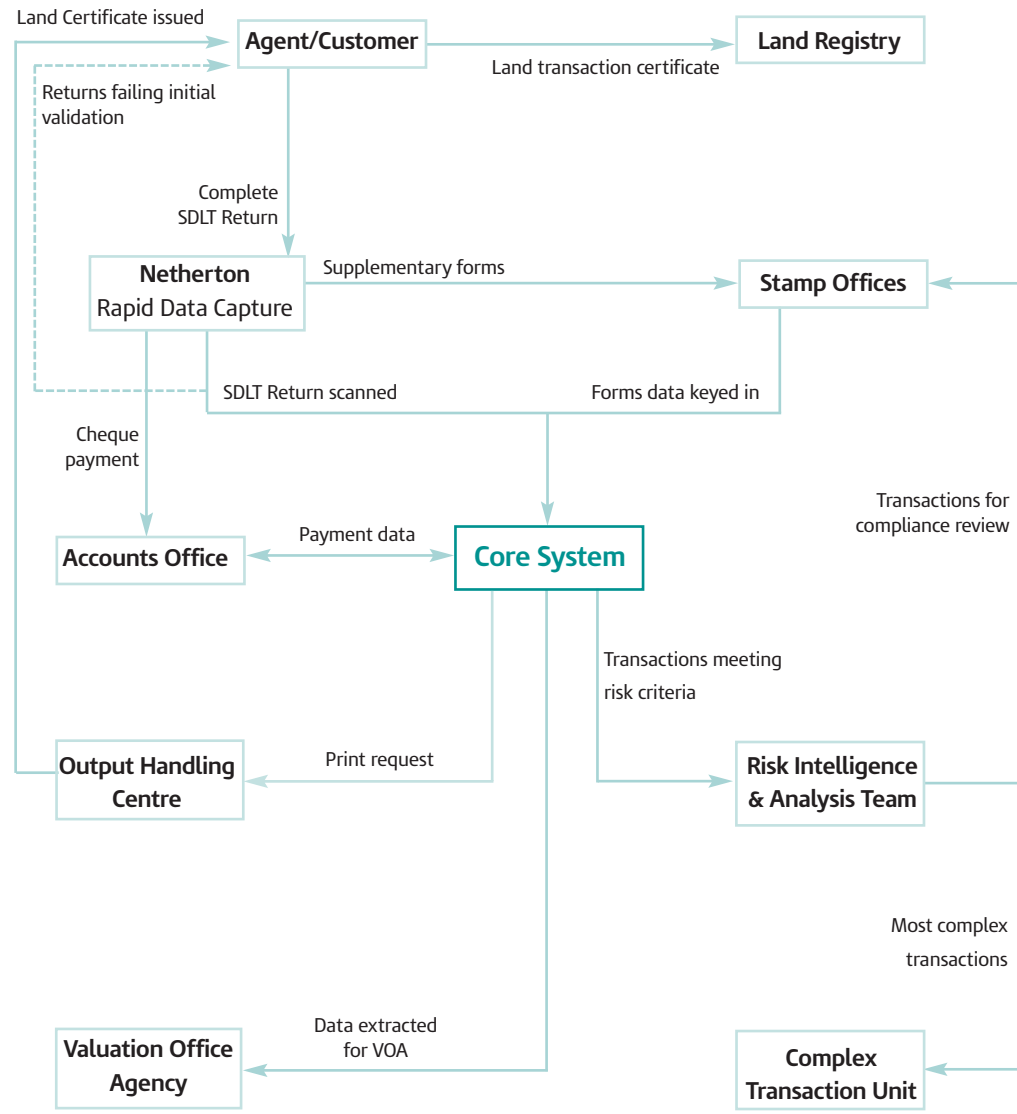 Land Certificate issued
Agent/Customer
Land Registry
Land transaction certificate
Returns failing initial
validation
Complete
SDLT Return
Netherton
Rapid Data Capture
Supplementary forms
Stamp Offices
SDLT Return scanned
Forms data keyed in
Cheque
payment
Transactions for
compliance review
Accounts Office
Payment data
Core System
Transactions meeting
risk criteria
Output Handling
Centre
Print request
Risk Intelligence
& Analysis Team
Most complex
transactions
Valuation Office
Agency
Data extracted
for VOA
Complex
Transaction Unit